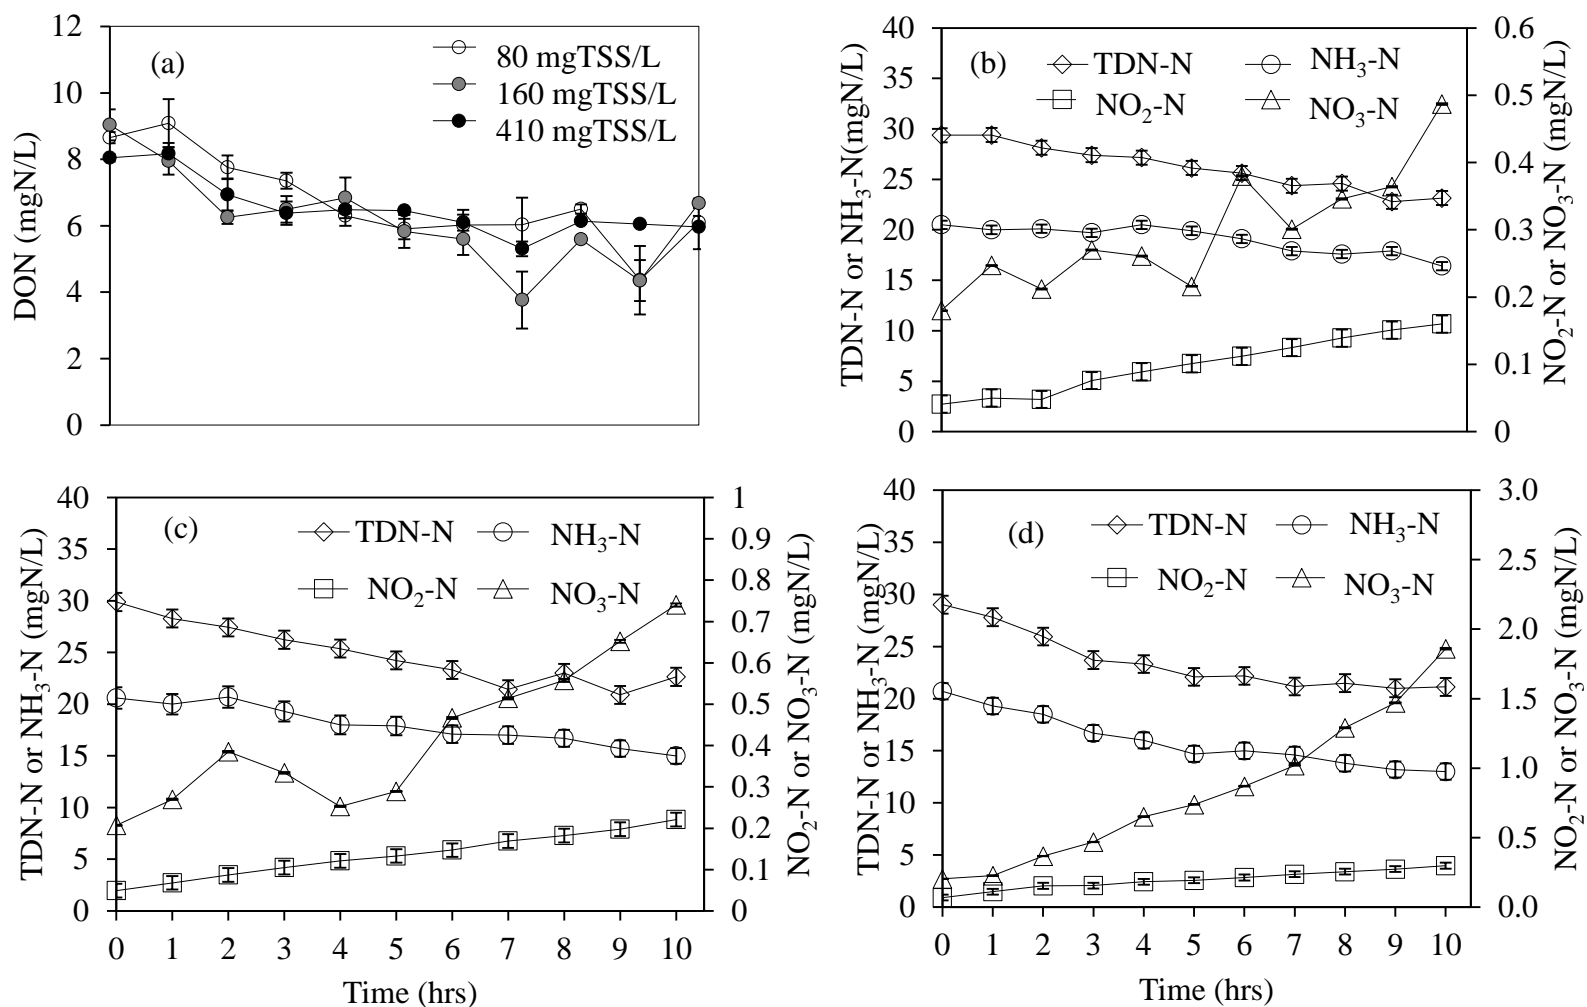 12
10
8
6
4
2
0
DON (mgN/L)
(a)
80 mgTSS/L
160 mgTSS/L
410 mgTSS/L
40
35
30
25
20
15
10
5
0
TDN-N or NH3-N(mgN/L)
(b)
TDN-N
NH3-N
NO2-N
NO3-N
0.6
0.5
0.4
0.3
0.2
0.1
0
NO2-N or NO3-N (mgN/L)
40
35
30
25
20
15
10
5
0
TDN-N or NH3-N (mgN/L)
(c)
TDN-N
NH3-N
NO2-N
NO3-N
1
0.9
0.8
0.7
0.6
0.5
0.4
0.3
0.2
0.1
0
NO2-N or NO3-N (mgN/L)
0 1 2 3 4 5 6 7 8 9 10
Time (hrs)
40
35
30
25
20
15
10
5
0
TDN-N or NH3-N (mgN/L)
(d)
TDN-N
NH3-N
NO2-N
NO3-N
3.0
2.5
2.0
1.5
1.0
0.5
0.0
NO2-N or NO3-N (mgN/L)
0 1 2 3 4 5 6 7 8 9 10
Time (hrs)